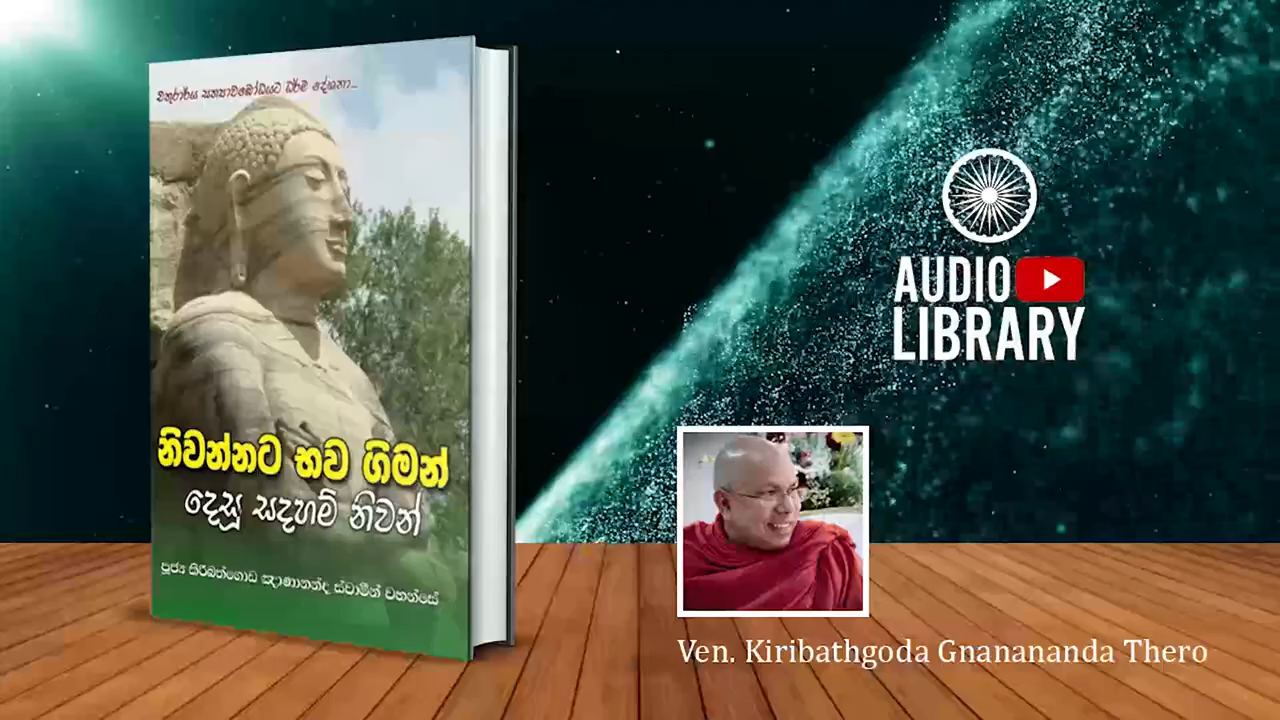 චතුරාර්ය සත්‍යාවබෝධයට ධර්ම දේශනා...
නිවන්නට භව ගිමන්
දෙසූ සදහම් නිවන්
පූජ්‍ය කිරිබත්ගොඩ ඤාණානන්ද ස්වාමීන් වහන්සේ
AUDIO
LIBRARY
Ven. Kiribathgoda Gnanananda Thero